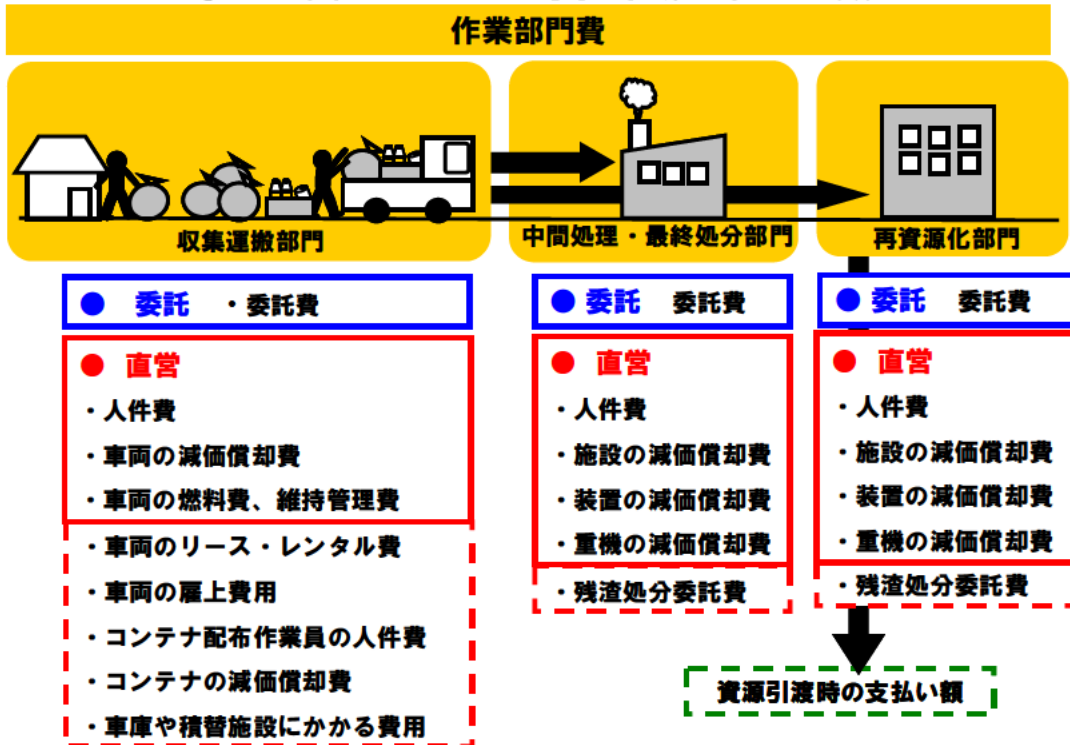 作業部門費
収集運搬部門
中間処理・最終処分部門
再資源化部門
● 委託 ・委託費
● 直営
・人件費
・車両の減価償却費
・車両の燃料費、維持管理費
・車両のリース・レンタル費
・車両の雇上費用
・コンテナ配布作業員の人件費
・コンテナの減価償却費
・車庫や積替施設にかかる費用
● 委託 委託費
● 直営
・人件費
・施設の減価償却費
・装置の減価償却費
・重機の減価償却費
・残渣処分委託費
● 委託 委託費
● 直営
・人件費
・施設の減価償却費
・装置の減価償却費
・重機の減価償却費
・残渣処分委託費
資源引渡時の支払い額